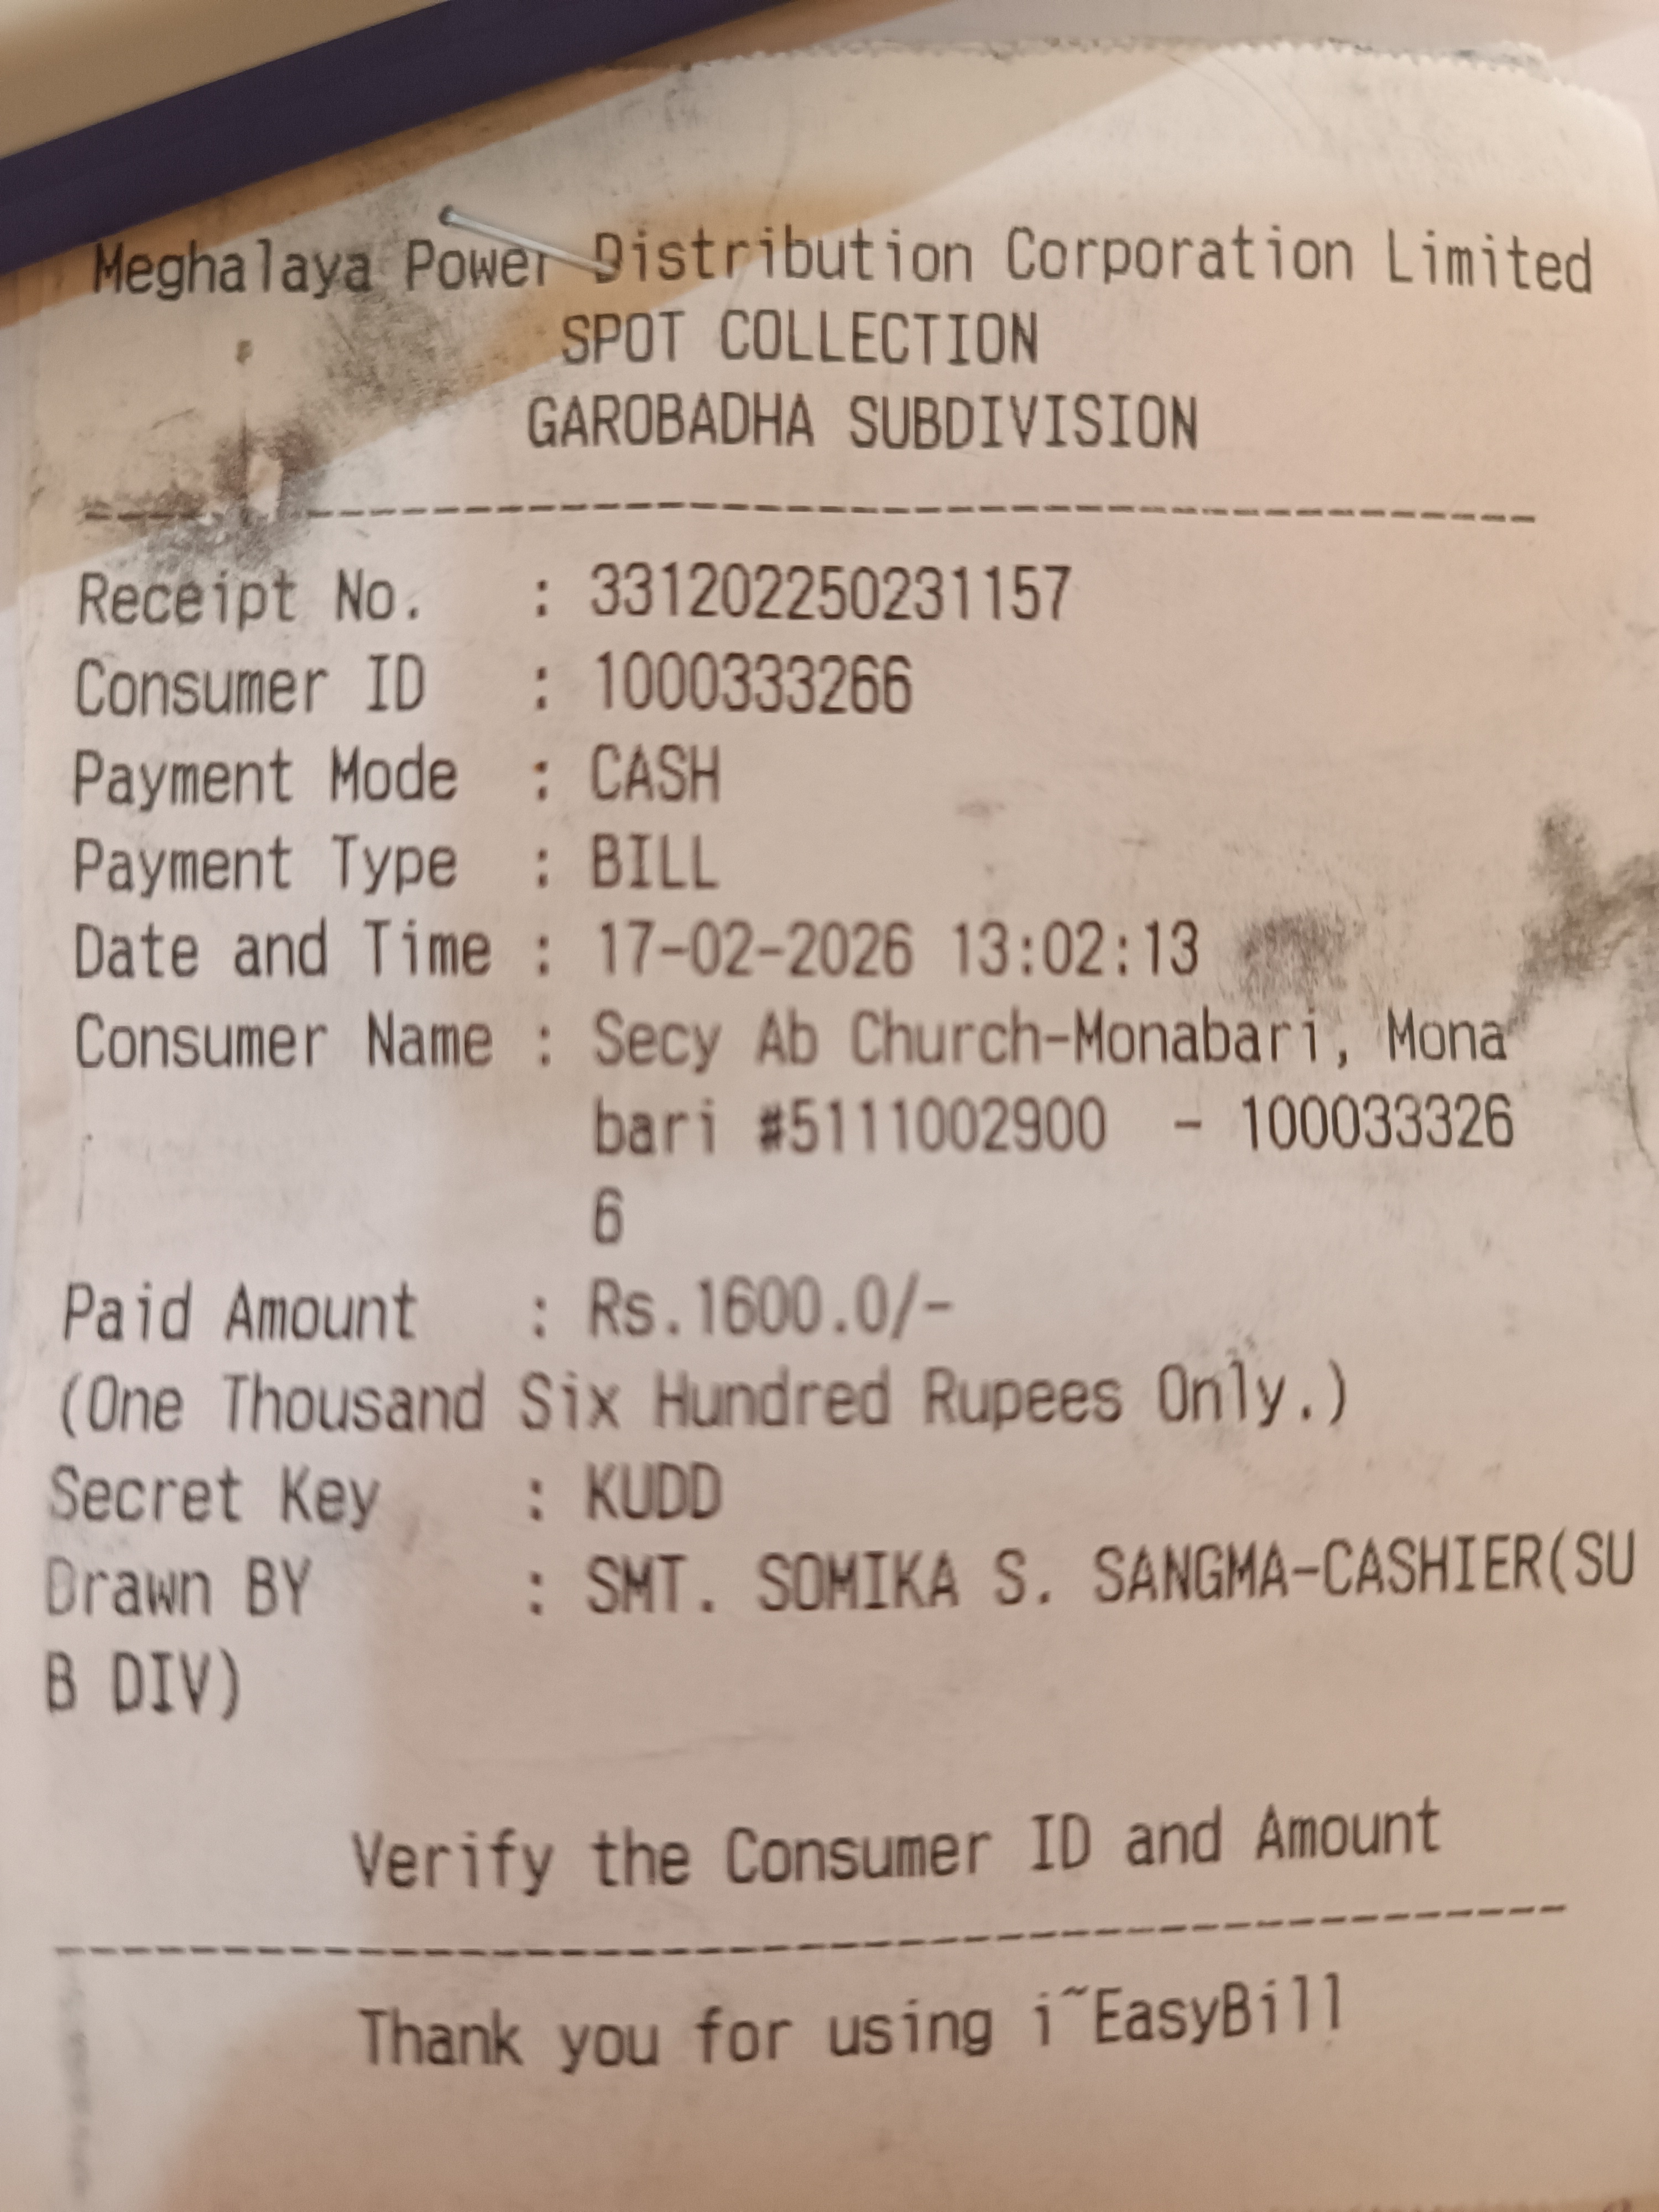 Meghalaya Power Distribution Corporation Limited
SPOT COLLECTION
GAROBADHA SUBDIVISION
Receipt No. : 331202250231157
Consumer ID : 1000333266
Payment Mode : CASH
Payment Type : BILL
Date and Time : 17-02-2026 13:02:13
Consumer Name : Secy Ab Church-Monabari, Mona
bari #5111002900 - 100033326
6
Paid Amount : Rs.1600.0/-
(One Thousand Six Hundred Rupees Only.)
Secret Key : KUDD
Drawn BY : SMT. SOMIKA S. SANGMA-CASHIER(SU
B DIV)
Verify the Consumer ID and Amount
Thank you for using i~EasyBill